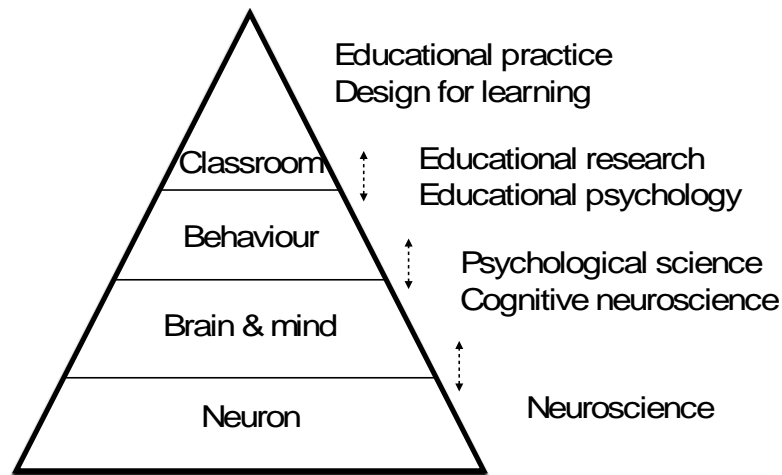 Educational practice
Design for learning
Classroom
Educational research
Educational psychology
Behaviour
Psychological science
Cognitive neuroscience
Brain & mind
Neuron
Neuroscience